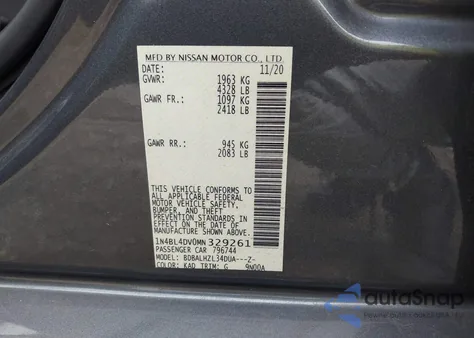 MFD BY NISSAN MOTOR CO., LTD.
DATE: 11/20
GVWR: 1963 KG
4328 LB
GAWR FR.: 1097 KG
2418 LB
GAWR RR.: 945 KG
2083 LB
THIS VEHICLE CONFORMS TO
ALL APPLICABLE FEDERAL
MOTOR VEHICLE SAFETY,
BUMPER, AND THEFT
PREVENTION STANDARDS IN
EFFECT ON THE DATE OF
MANUFACTURE SHOWN ABOVE.
1N4BL4DV0MN 329261
PASSENGER CAR 796744
MODEL: BDBALHZL34DUA---Z-
COLOR: KAD TRIM: G 9N00A
autoSnap